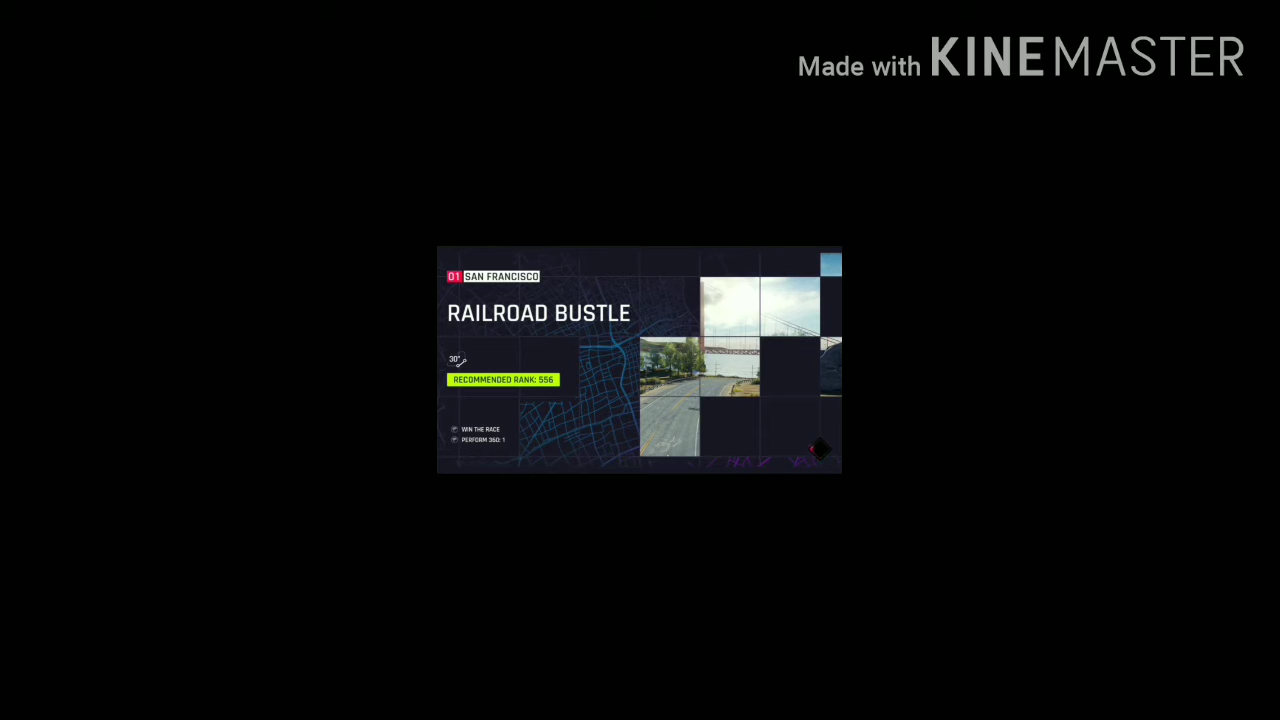 Made with KINEMASTER
01 SAN FRANCISCO
RAILROAD BUSTLE
30°
RECOMMENDED RANK: 556
WIN THE RACE
PERFORM 360: 1